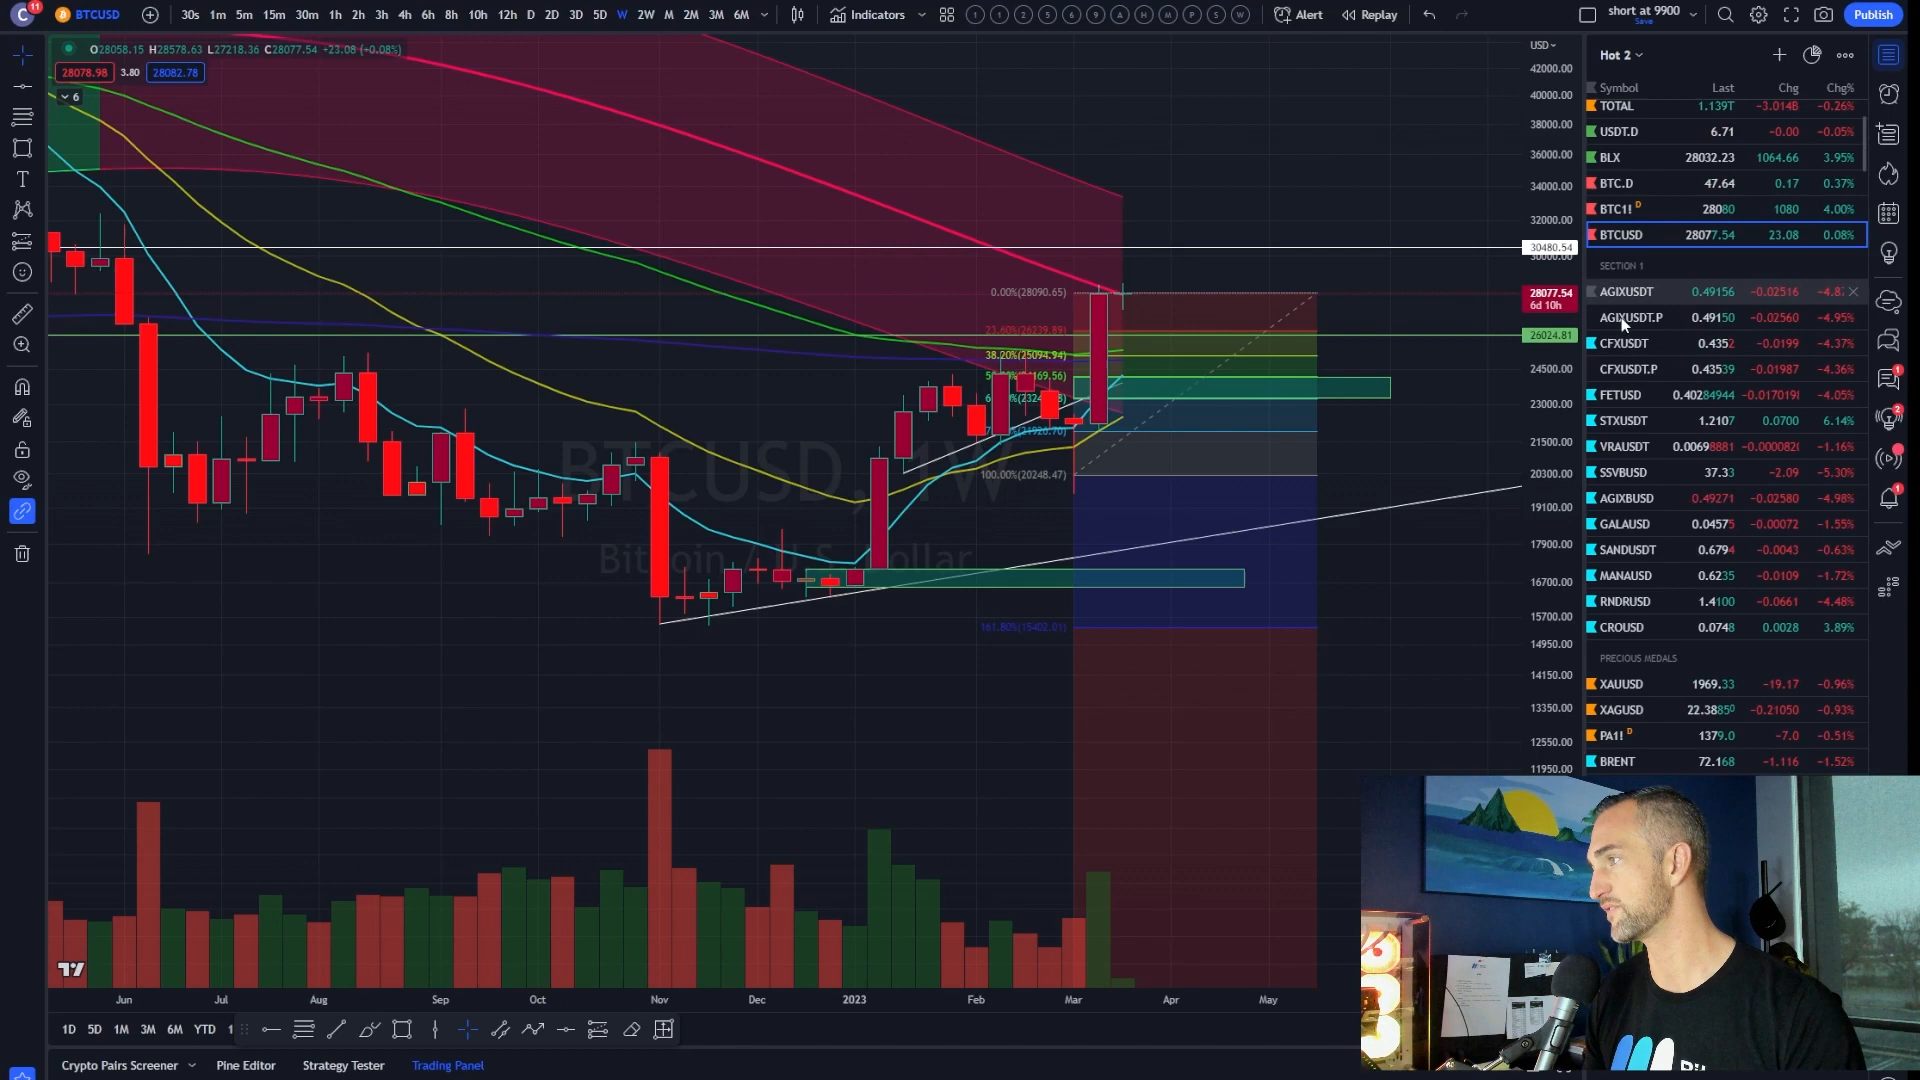 C 11 BTCUSD 30s 1m 5m 15m 30m 1h 2h 3h 4h 6h 8h 10h 12h D 2D 3D 5D W 2W M 2M 3M 6M Indicators 1 1 2 5 6 9 A H M P S W Alert Replay short at 9900 Save Publish
O28058.15 H28578.63 L27218.36 C28077.54 +23.08 (+0.08%)
28078.98 3.80 28082.78
6
USD
42000.00
40000.00
38000.00
36000.00
34000.00
32000.00
30480.54
30000.00
28077.54
6d 10h
26024.81
24500.00
23000.00
21500.00
20300.00
19100.00
17900.00
16700.00
15700.00
14950.00
14150.00
13350.00
12550.00
11950.00
0.00%(28090.65)
23.60%(26239.89)
38.20%(25094.94)
100.00%(20248.47)
161.80%(15402.01)
BTCUSD, 1W
Bitcoin / U.S. Dollar
Jun Jul Aug Sep Oct Nov Dec 2023 Feb Mar Apr May
1D 5D 1M 3M 6M YTD 1
Crypto Pairs Screener Pine Editor Strategy Tester Trading Panel
Hot 2
Symbol Last Chg Chg%
TOTAL 1.139T −3.014B −0.26%
USDT.D 6.71 −0.00 −0.05%
BLX 28032.23 1064.66 3.95%
BTC.D 47.64 0.17 0.37%
BTC1! D 28080 1080 4.00%
BTCUSD 28077.54 23.08 0.08%
SECTION 1
AGIXUSDT 0.49156 −0.02516 −4.8
AGIXUSDT.P 0.49150 −0.02560 −4.95%
CFXUSDT 0.4352 −0.0199 −4.37%
CFXUSDT.P 0.43539 −0.01987 −4.36%
FETUSD 0.40284944 −0.0170198 −4.05%
STXUSDT 1.2107 0.0700 6.14%
VRAUSDT 0.00698881 −0.000082( −1.16%
SSVBUSD 37.33 −2.09 −5.30%
AGIXBUSD 0.49271 −0.02580 −4.98%
GALAUSD 0.04575 −0.00072 −1.55%
SANDUSDT 0.6794 −0.0043 −0.63%
MANAUSD 0.6235 −0.0109 −1.72%
RNDRUSD 1.4100 −0.0661 −4.48%
CROUSD 0.0748 0.0028 3.89%
PRECIOUS MEDALS
XAUUSD 1969.33 −19.17 −0.96%
XAGUSD 22.3885⁰ −0.21050 −0.93%
PA1! D 1379.0 −7.0 −0.51%
BRENT 72.168 −1.116 −1.52%
1
2
1